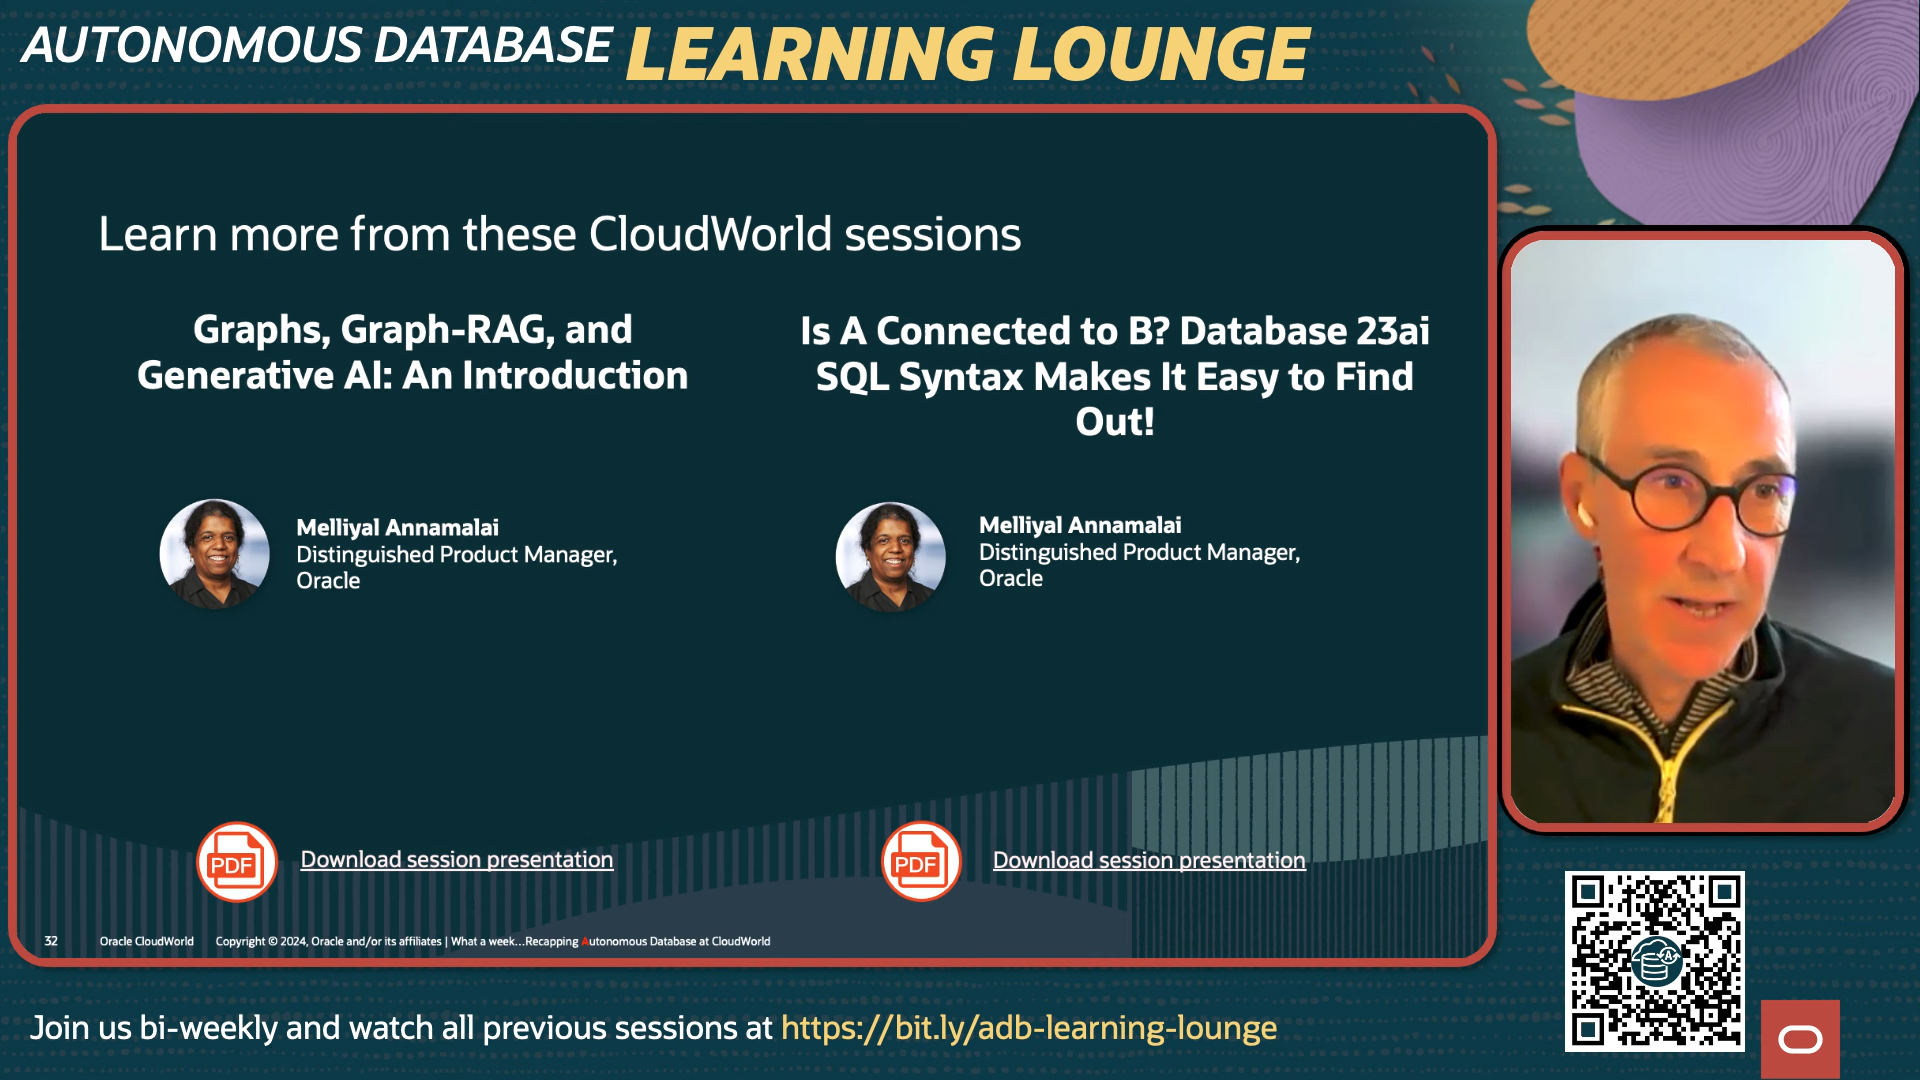 AUTONOMOUS DATABASE LEARNING LOUNGE
Learn more from these CloudWorld sessions
Graphs, Graph-RAG, and
Generative AI: An Introduction
Melliyal Annamalai
Distinguished Product Manager,
Oracle
PDF
Download session presentation
Is A Connected to B? Database 23ai
SQL Syntax Makes It Easy to Find
Out!
Melliyal Annamalai
Distinguished Product Manager,
Oracle
PDF
Download session presentation
32 Oracle CloudWorld Copyright © 2024, Oracle and/or its affiliates | What a week...Recapping Autonomous Database at CloudWorld
A
Join us bi-weekly and watch all previous sessions at https://bit.ly/adb-learning-lounge